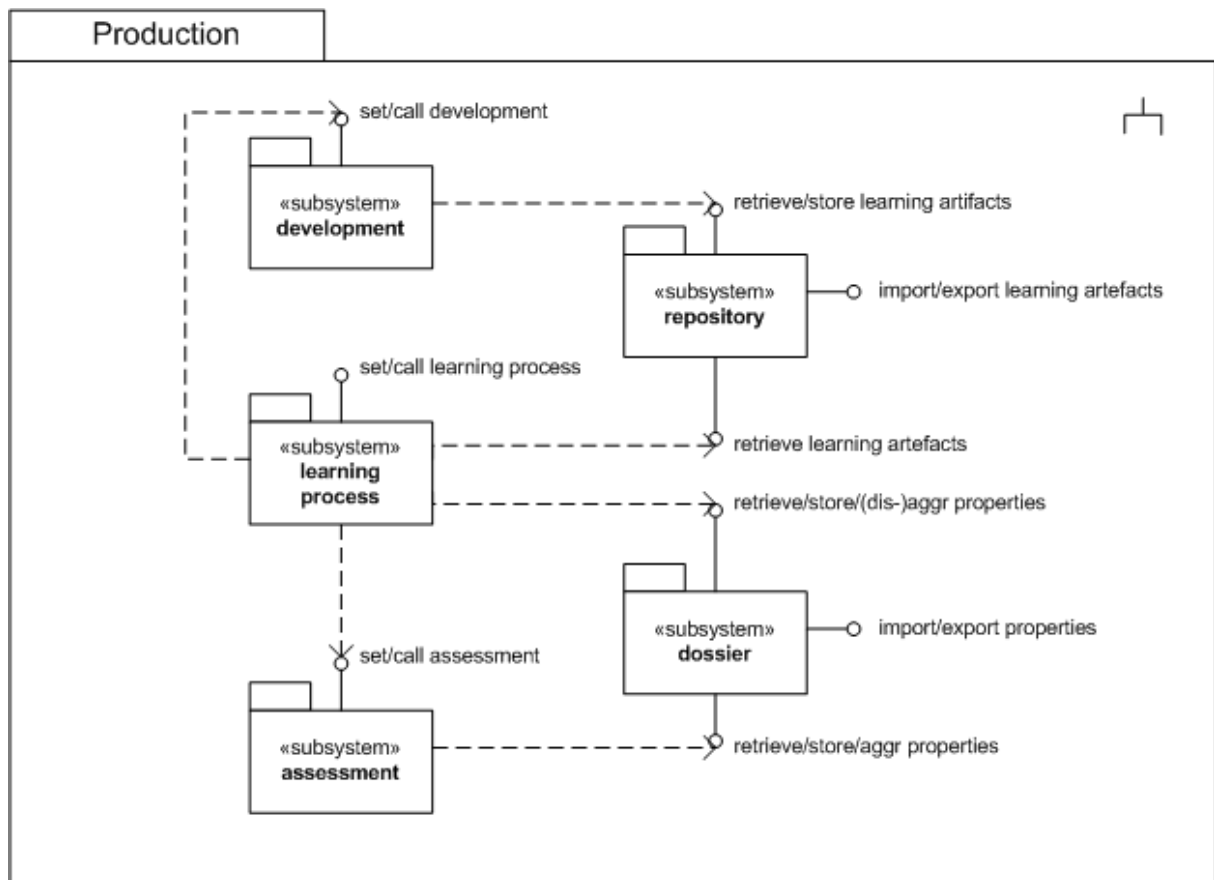 Production
set/call development
«subsystem»
development
retrieve/store learning artifacts
«subsystem»
repository
import/export learning artefacts
set/call learning process
«subsystem»
learning
process
retrieve learning artefacts
retrieve/store/(dis-)aggr properties
«subsystem»
dossier
import/export properties
set/call assessment
«subsystem»
assessment
retrieve/store/aggr properties